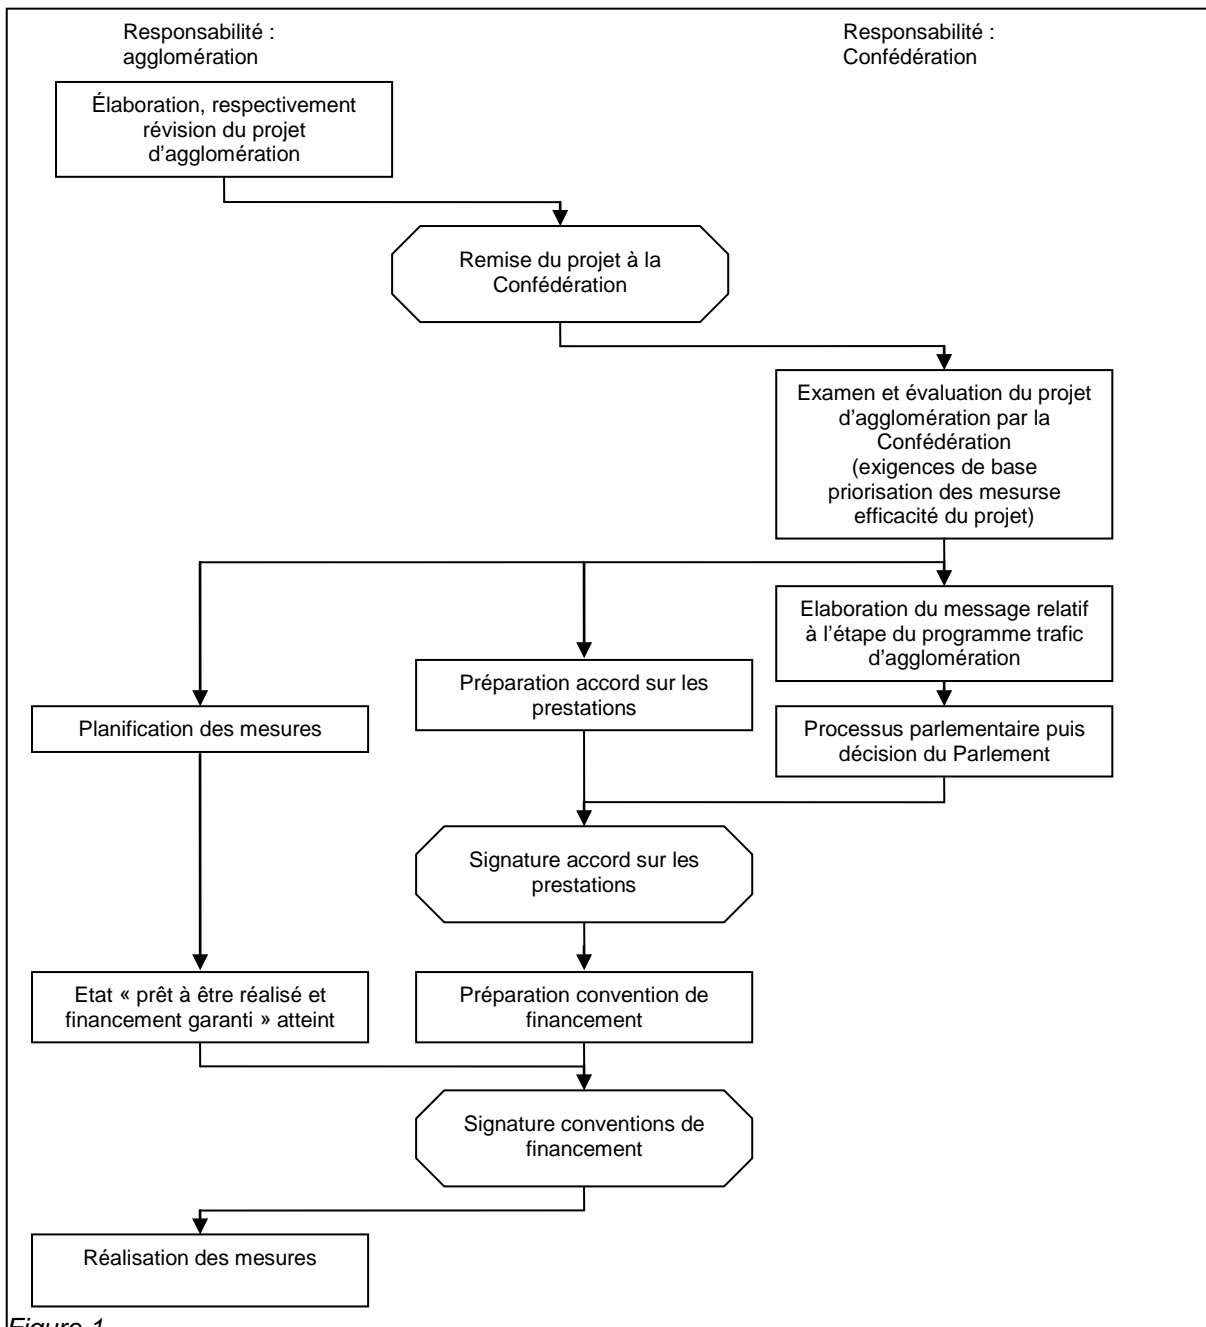 Responsabilité :
agglomération
Responsabilité :
Confédération
Élaboration, respectivement
révision du projet
d’agglomération
Remise du projet à la
Confédération
Examen et évaluation du projet
d’agglomération par la
Confédération
(exigences de base
priorisation des mesurse
efficacité du projet)
Elaboration du message relatif
à l’étape du programme trafic
d’agglomération
Préparation accord sur les
prestations
Planification des mesures
Processus parlementaire puis
décision du Parlement
Signature accord sur les
prestations
Etat « prêt à être réalisé et
financement garanti » atteint
Préparation convention de
financement
Signature conventions de
financement
Réalisation des mesures
Figure 1